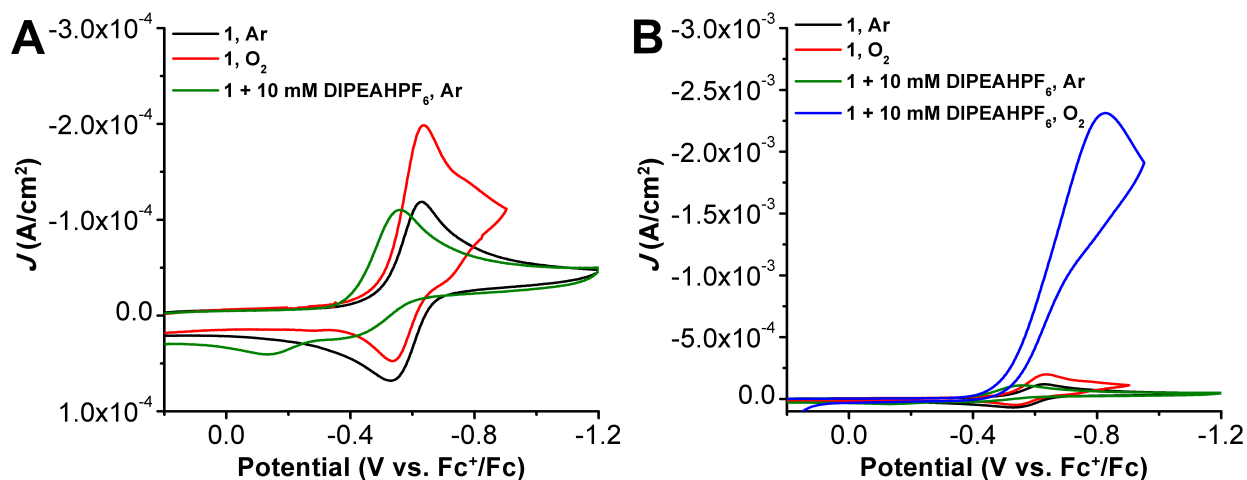 A
-3.0x10⁻⁴
-2.0x10⁻⁴
-1.0x10⁻⁴
0.0
1.0x10⁻⁴
J (A/cm²)
1, Ar
1, O₂
1 + 10 mM DIPEAHPF₆, Ar
0.0
-0.4
-0.8
-1.2
Potential (V vs. Fc⁺/Fc)
B
-3.0x10⁻³
-2.5x10⁻³
-2.0x10⁻³
-1.5x10⁻³
-1.0x10⁻³
-5.0x10⁻⁴
0.0
J (A/cm²)
1, Ar
1, O₂
1 + 10 mM DIPEAHPF₆, Ar
1 + 10 mM DIPEAHPF₆, O₂
0.0
-0.4
-0.8
-1.2
Potential (V vs. Fc⁺/Fc)